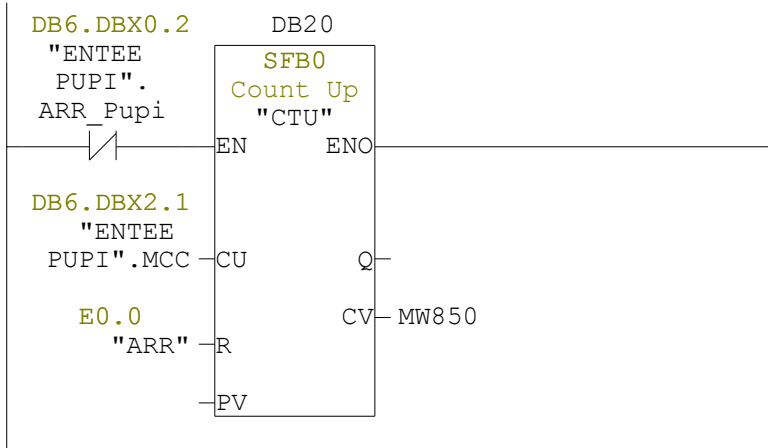 DB6.DBX0.2
"ENTEE
PUPI".
ARR_Pupi
DB20
SFB0
Count Up
"CTU"
EN ENO
DB6.DBX2.1
"ENTEE
PUPI".MCC
CU Q
E0.0
"ARR"
R
CV MW850
PV